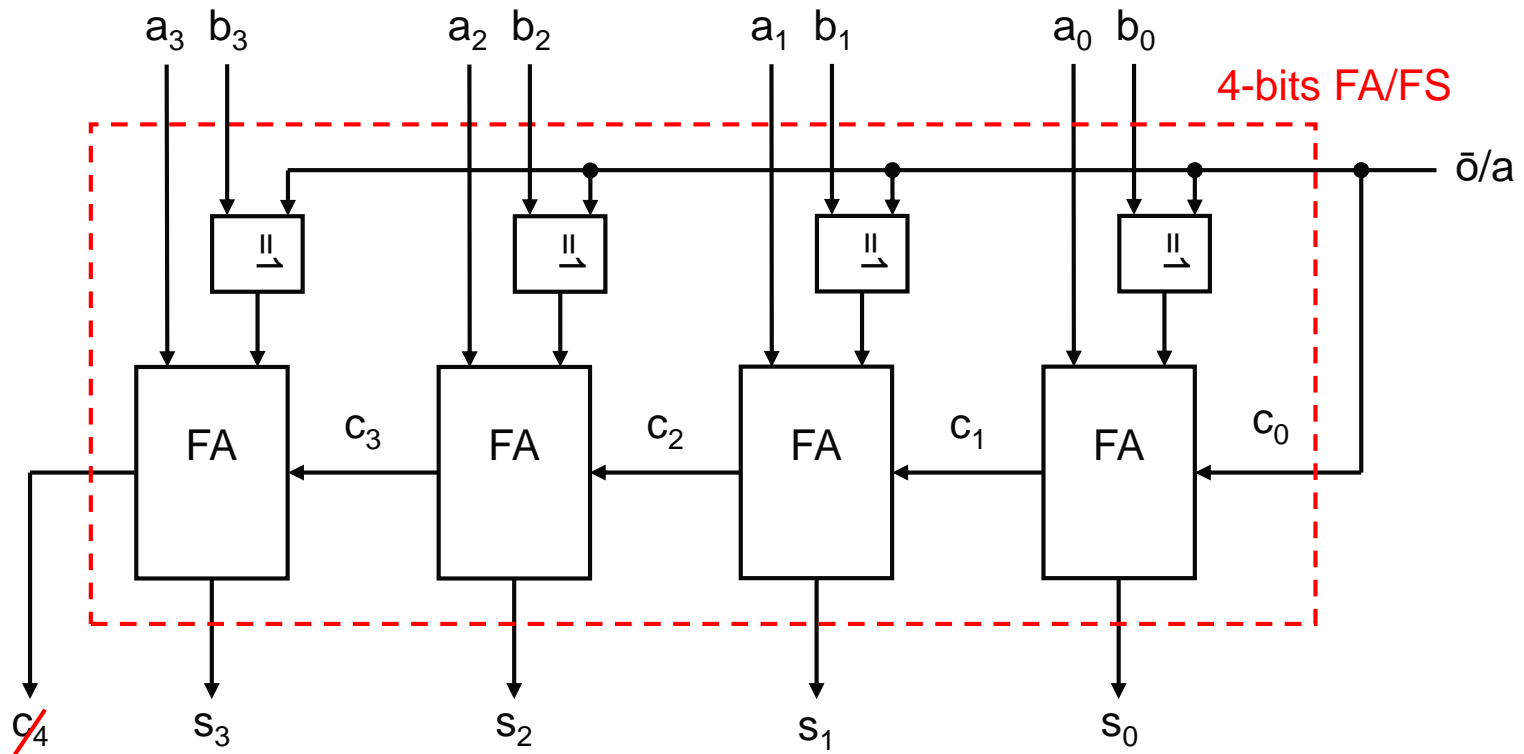 a₃ b₃ a₂ b₂ a₁ b₁ a₀ b₀
4-bits FA/FS
ō/a
=1 =1 =1 =1
c₃ c₂ c₁ c₀
FA FA FA FA
c₄ s₃ s₂ s₁ s₀